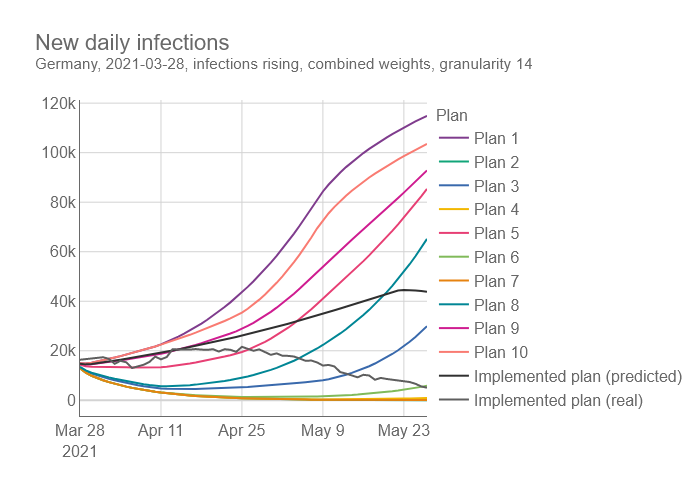 New daily infections
Germany, 2021-03-28, infections rising, combined weights, granularity 14
120k
100k
80k
60k
40k
20k
0
Mar 28
2021
Apr 11
Apr 25
May 9
May 23
Plan
Plan 1
Plan 2
Plan 3
Plan 4
Plan 5
Plan 6
Plan 7
Plan 8
Plan 9
Plan 10
Implemented plan (predicted)
Implemented plan (real)